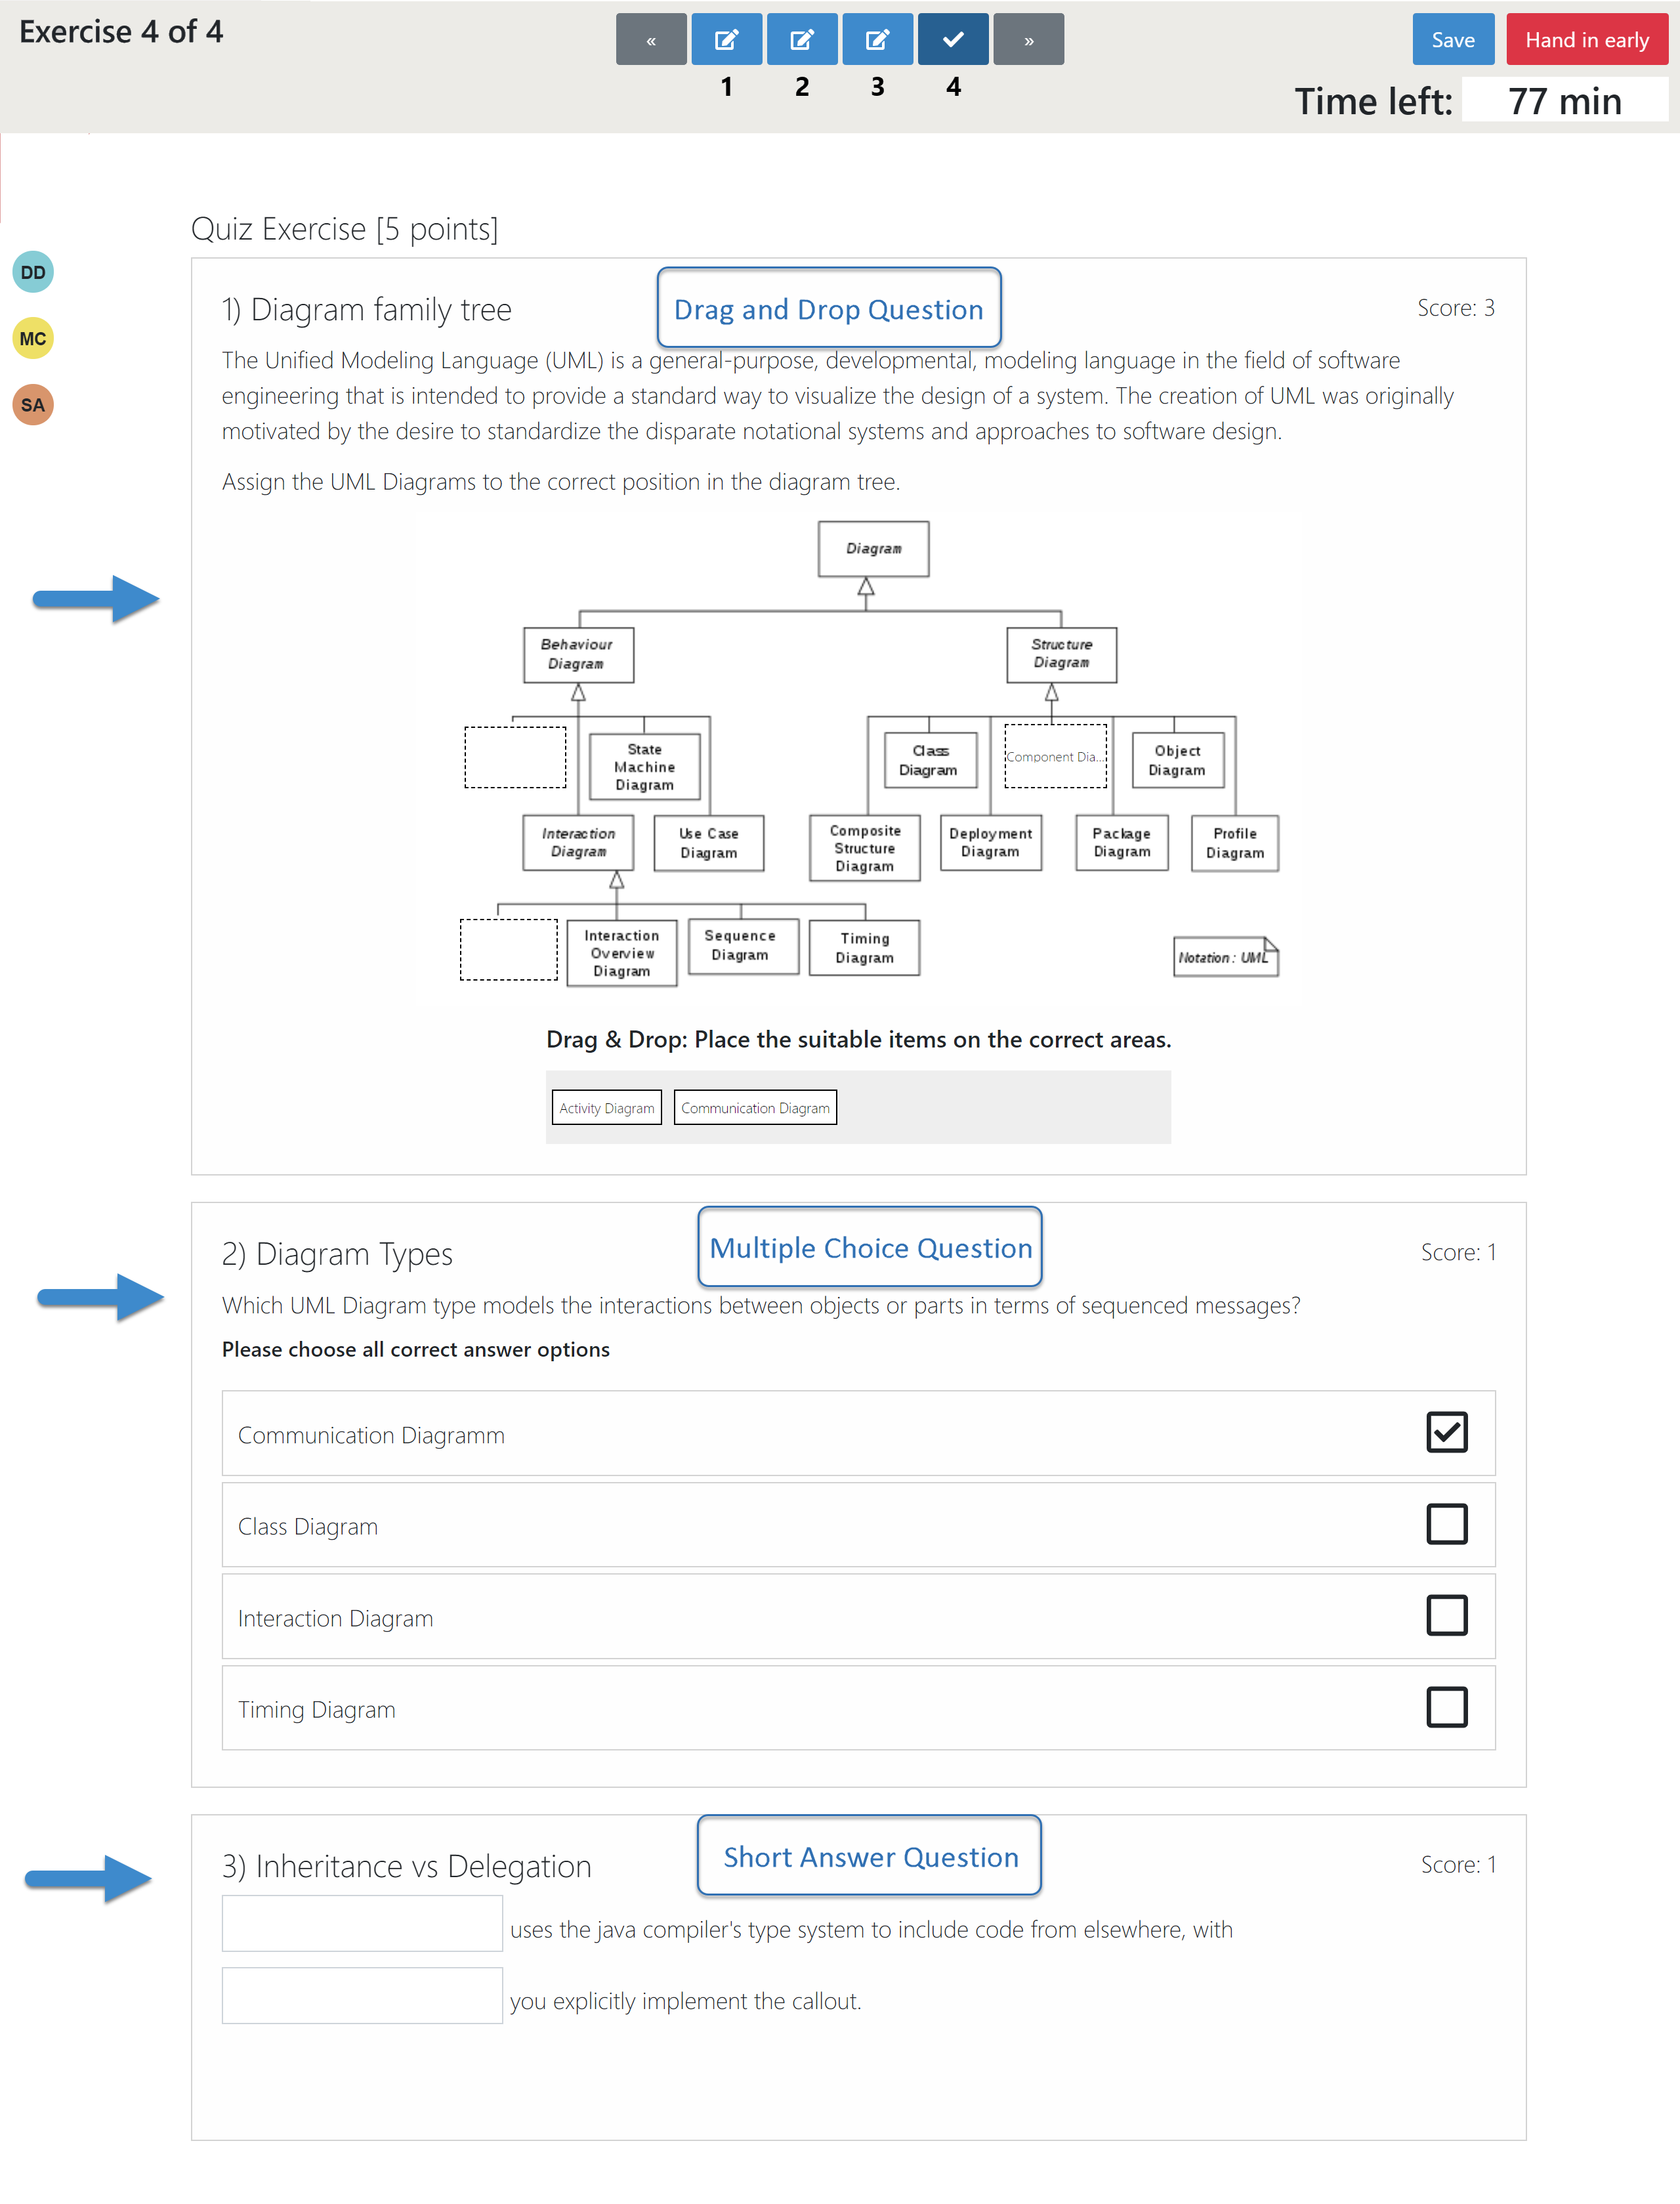 Exercise 4 of 4
«
»
Save
Hand in early
1
2
3
4
Time left:
77 min
Quiz Exercise [5 points]
DD
MC
SA
1) Diagram family tree
Drag and Drop Question
Score: 3
The Unified Modeling Language (UML) is a general-purpose, developmental, modeling language in the field of software
engineering that is intended to provide a standard way to visualize the design of a system. The creation of UML was originally
motivated by the desire to standardize the disparate notational systems and approaches to software design.
Assign the UML Diagrams to the correct position in the diagram tree.
Diagram
Behaviour
Diagram
Structure
Diagram
State
Machine
Diagram
Class
Diagram
Component Dia...
Object
Diagram
Interaction
Diagram
Use Case
Diagram
Composite
Structure
Diagram
Deployment
Diagram
Package
Diagram
Profile
Diagram
Interaction
Overview
Diagram
Sequence
Diagram
Timing
Diagram
Notation : UML
Drag & Drop: Place the suitable items on the correct areas.
Activity Diagram
Communication Diagram
2) Diagram Types
Multiple Choice Question
Score: 1
Which UML Diagram type models the interactions between objects or parts in terms of sequenced messages?
Please choose all correct answer options
Communication Diagramm
Class Diagram
Interaction Diagram
Timing Diagram
3) Inheritance vs Delegation
Short Answer Question
Score: 1
uses the java compiler's type system to include code from elsewhere, with
you explicitly implement the callout.